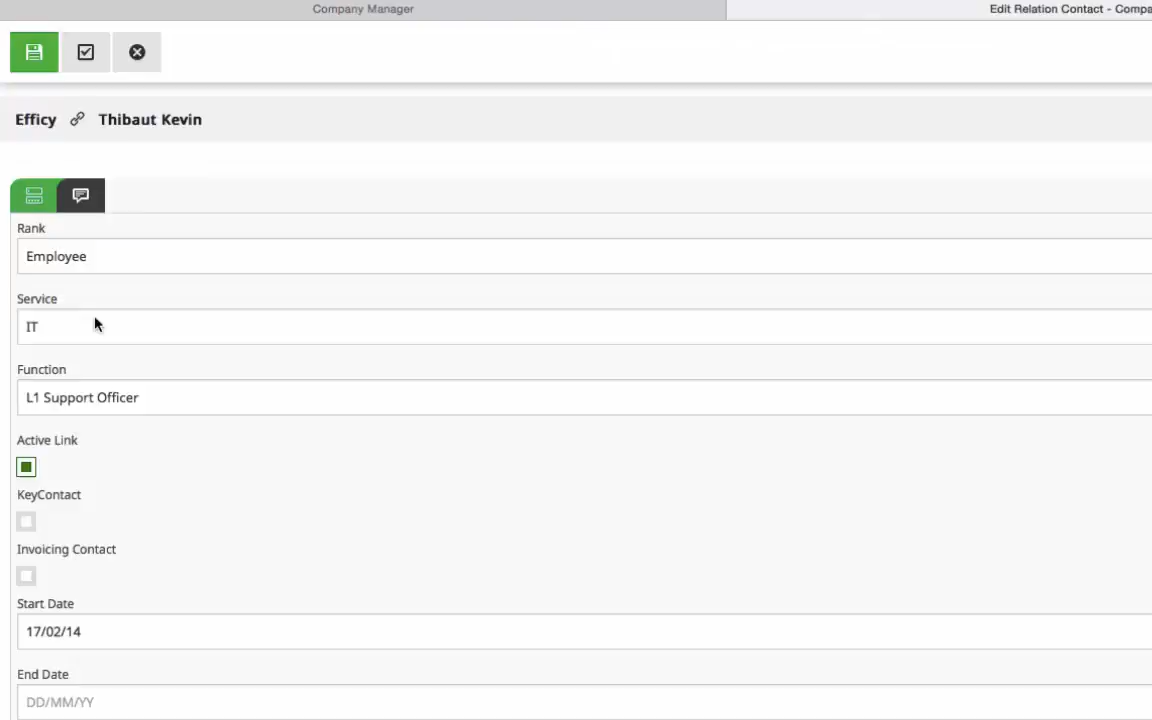 Company Manager
Edit Relation Contact - Compa
Efficy Thibaut Kevin
Rank
Employee
Service
IT
Function
L1 Support Officer
Active Link
KeyContact
Invoicing Contact
Start Date
17/02/14
End Date
DD/MM/YY